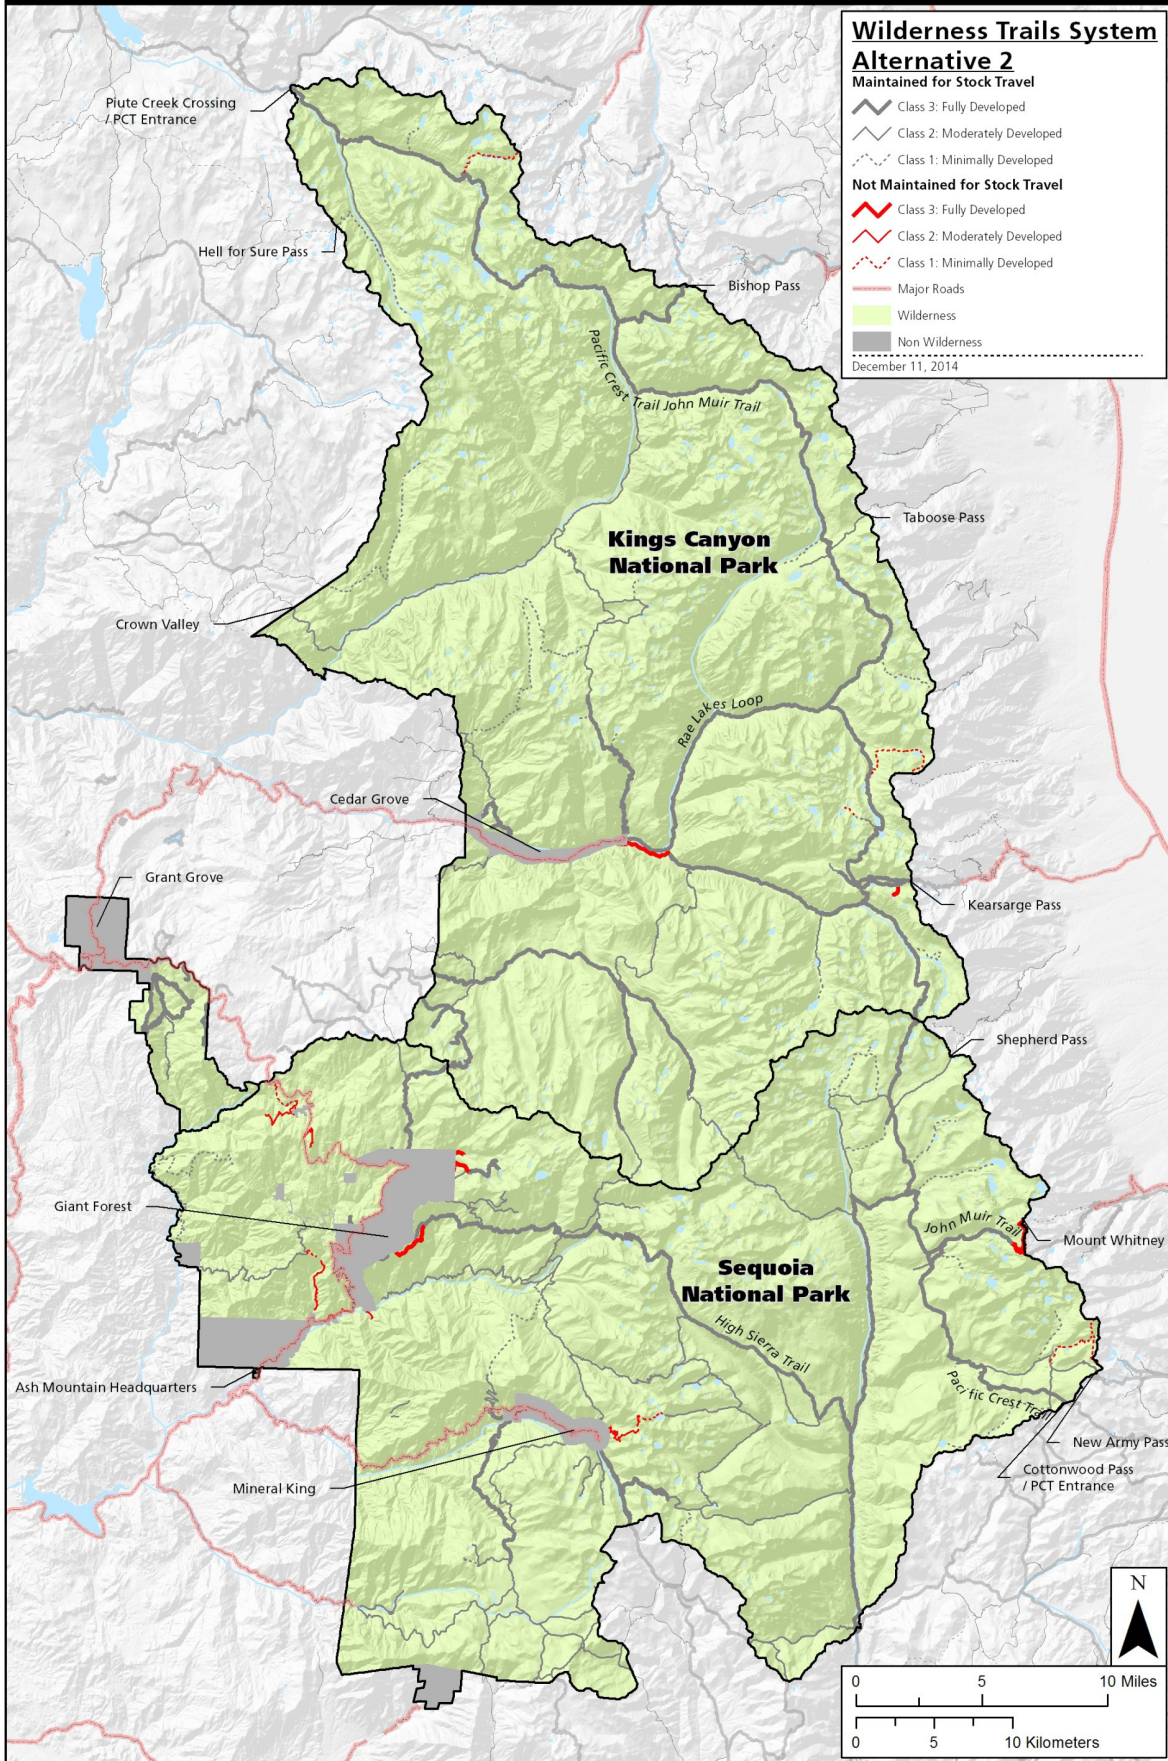 Wilderness Trails System
Alternative 2
Maintained for Stock Travel
Class 3: Fully Developed
Class 2: Moderately Developed
Class 1: Minimally Developed
Not Maintained for Stock Travel
Class 3: Fully Developed
Class 2: Moderately Developed
Class 1: Minimally Developed
Major Roads
Wilderness
Non Wilderness
December 11, 2014
Piute Creek Crossing
/ PCT Entrance
Hell for Sure Pass
Bishop Pass
Pacific Crest Trail John Muir Trail
Taboose Pass
Kings Canyon
National Park
Crown Valley
Rae Lakes Loop
Cedar Grove
Grant Grove
Kearsarge Pass
Shepherd Pass
Giant Forest
John Muir Trail
Mount Whitney
Sequoia
National Park
High Sierra Trail
Ash Mountain Headquarters
Pacific Crest Trail
New Army Pass
Cottonwood Pass
/ PCT Entrance
Mineral King
N
0 5 10 Miles
0 5 10 Kilometers